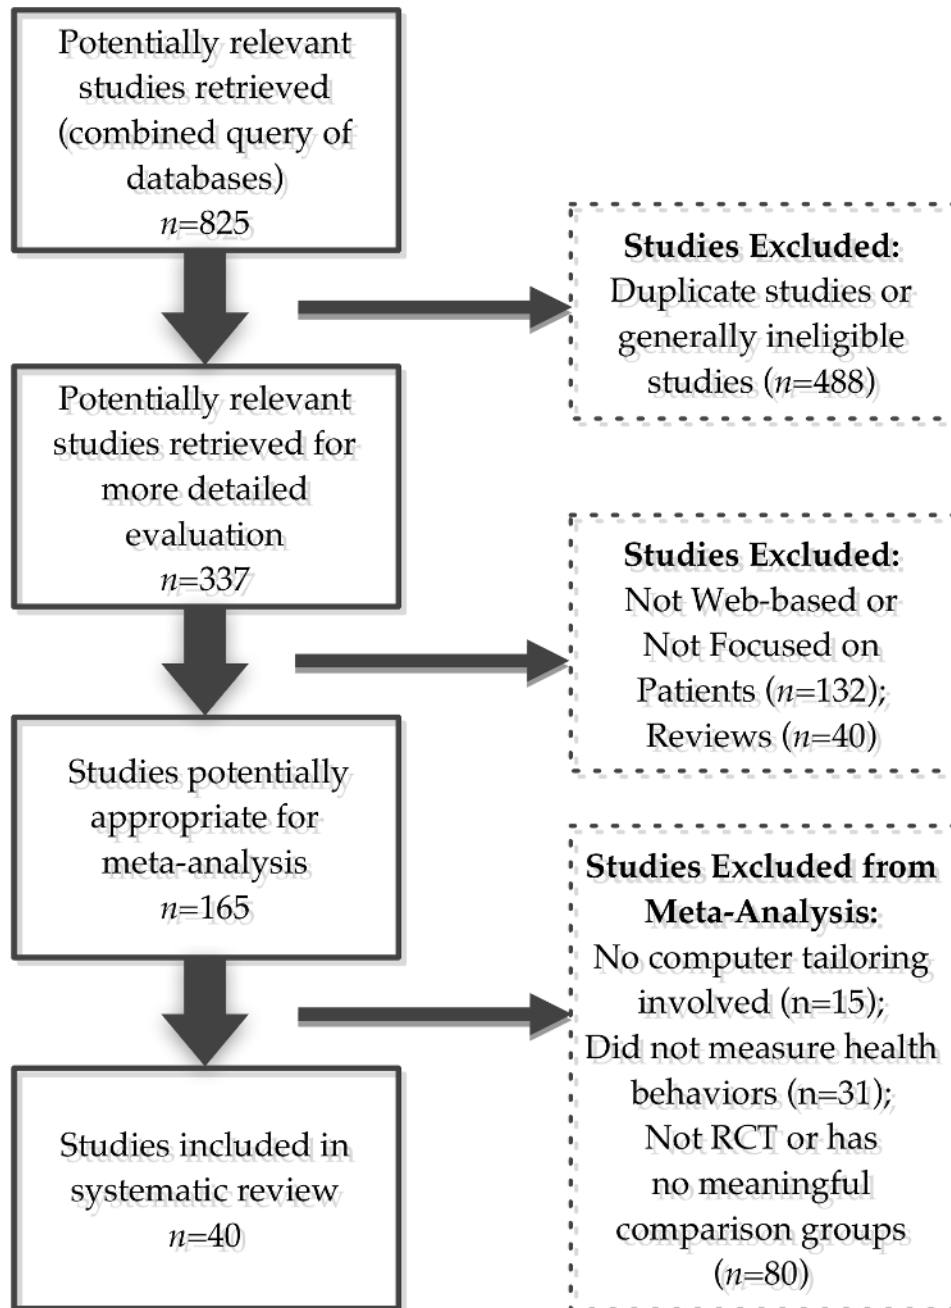 Potentially relevant
studies retrieved
(combined query of
databases)
n=825
Studies Excluded:
Duplicate studies or
generally ineligible
studies (n=488)
Potentially relevant
studies retrieved for
more detailed
evaluation
n=337
Studies Excluded:
Not Web-based or
Not Focused on
Patients (n=132);
Reviews (n=40)
Studies potentially
appropriate for
meta-analysis
n=165
Studies Excluded from
Meta-Analysis:
No computer tailoring
involved (n=15);
Did not measure health
behaviors (n=31);
Not RCT or has
no meaningful
comparison groups
(n=80)
Studies included in
systematic review
n=40